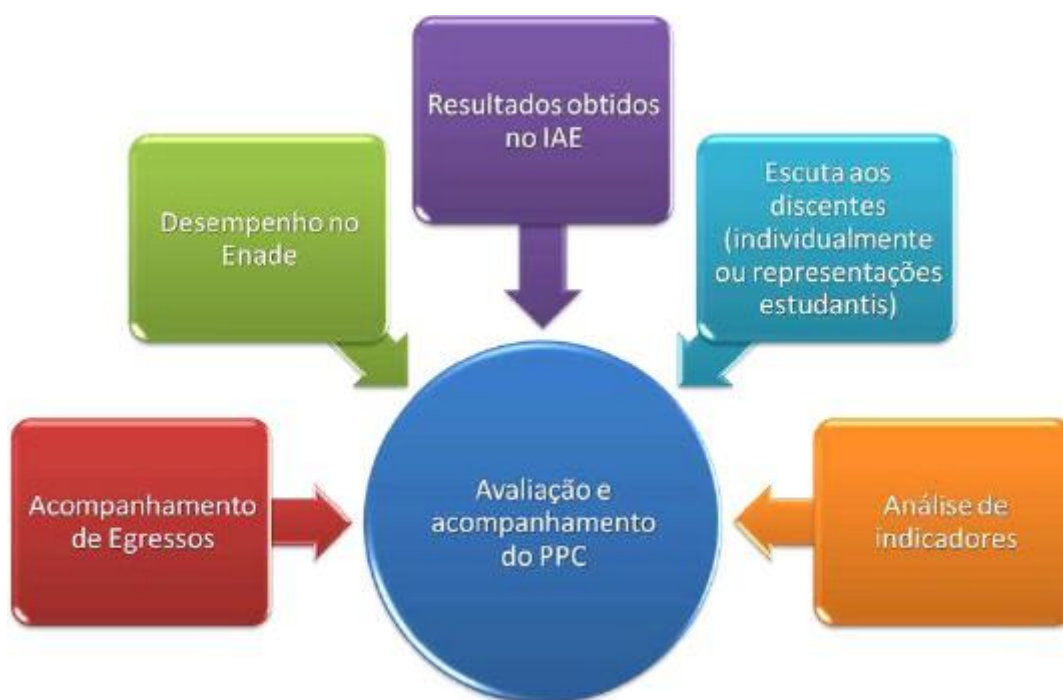 Resultados obtidos
no IAE
Desempenho no
Enade
Escuta aos
discentes
(individualmente
ou representações
estudantis)
Acompanhamento
de Egressos
Avaliação e
acompanhamento
do PPC
Análise de
indicadores